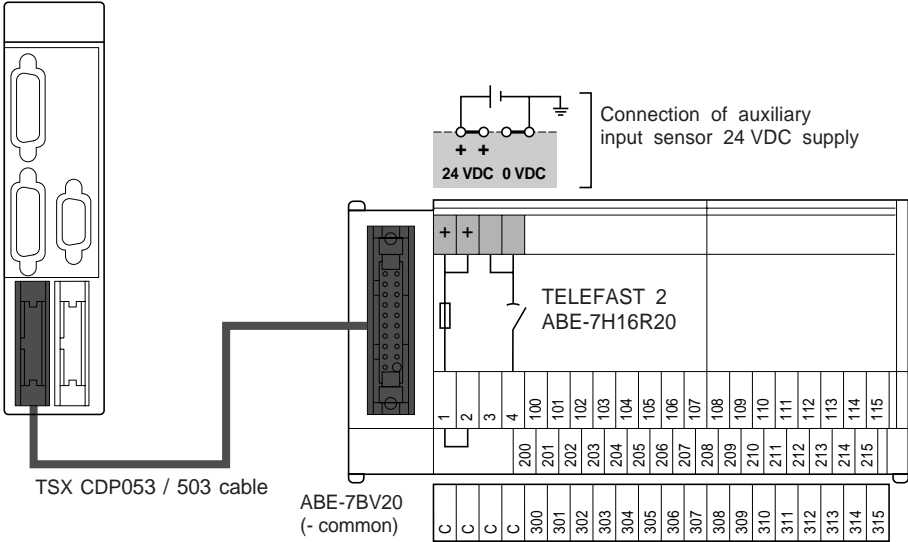 Connection of auxiliary
input sensor 24 VDC supply
+ +
24 VDC 0 VDC
+ +
TELEFAST 2
ABE-7H16R20
1 2 3 4 100 101 102 103 104 105 106 107 108 109 110 111 112 113 114 115
200 201 202 203 204 205 206 207 208 209 210 211 212 213 214 215
TSX CDP053 / 503 cable
ABE-7BV20
(- common)
C C C C 300 301 302 303 304 305 306 307 308 309 310 311 312 313 314 315